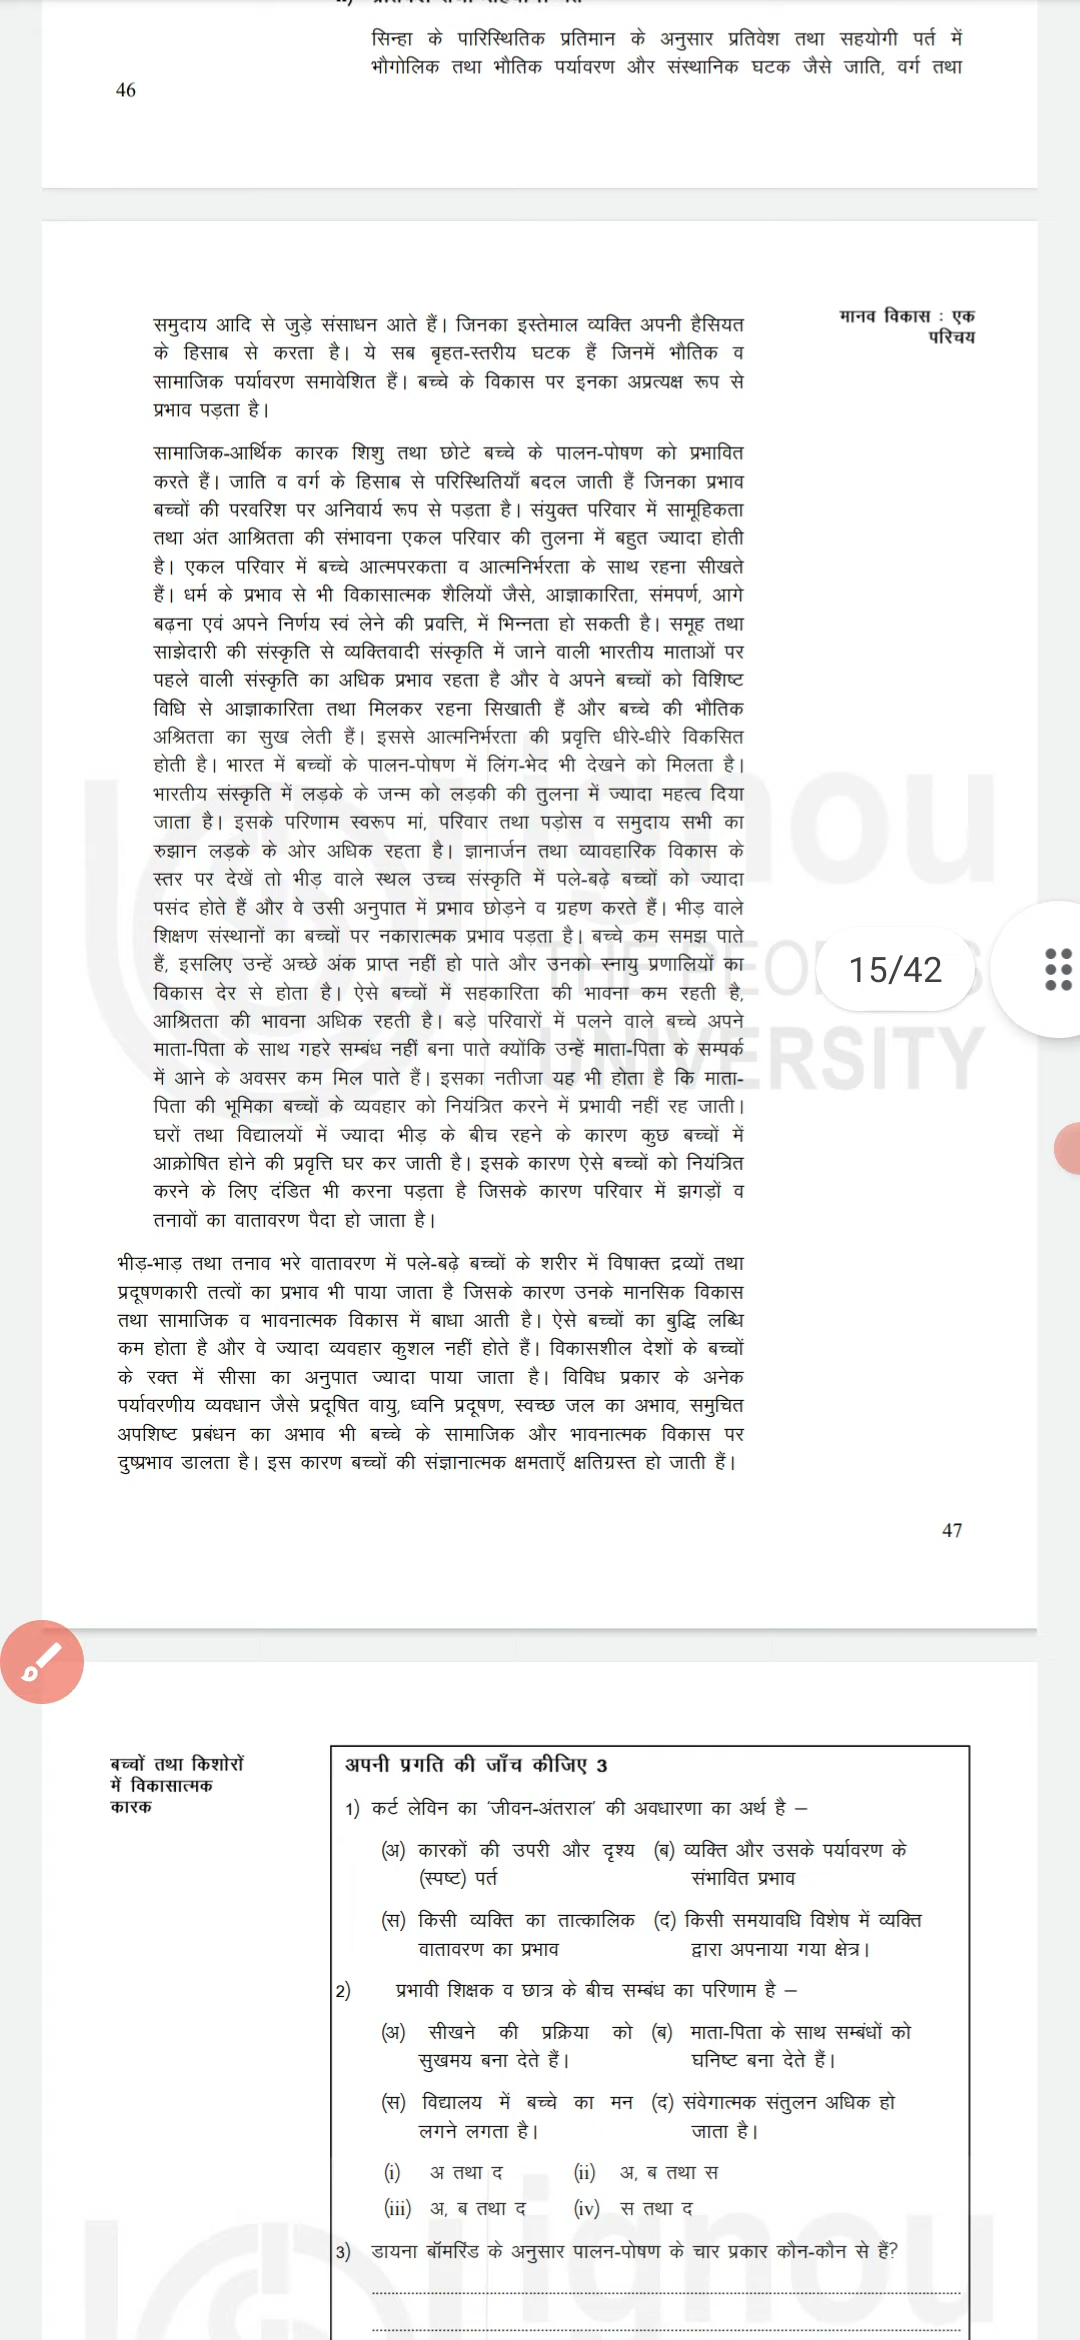 सिन्हा के पारिस्थितिक प्रतिमान के अनुसार प्रतिवेश तथा सहयोगी पर्त में
भौगोलिक तथा भौतिक पर्यावरण और संस्थानिक घटक जैसे जाति, वर्ग तथा
46
मानव विकास : एक
परिचय
समुदाय आदि से जुड़े संसाधन आते हैं। जिनका इस्तेमाल व्यक्ति अपनी हैसियत
के हिसाब से करता है। ये सब बृहत-स्तरीय घटक हैं जिनमें भौतिक व
सामाजिक पर्यावरण समावेशित हैं। बच्चे के विकास पर इनका अप्रत्यक्ष रूप से
प्रभाव पड़ता है।
सामाजिक-आर्थिक कारक शिशु तथा छोटे बच्चे के पालन-पोषण को प्रभावित
करते हैं। जाति व वर्ग के हिसाब से परिस्थितियाँ बदल जाती हैं जिनका प्रभाव
बच्चों की परवरिश पर अनिवार्य रूप से पड़ता है। संयुक्त परिवार में सामूहिकता
तथा अंत आश्रितता की संभावना एकल परिवार की तुलना में बहुत ज्यादा होती
है। एकल परिवार में बच्चे आत्मपरकता व आत्मनिर्भरता के साथ रहना सीखते
हैं। धर्म के प्रभाव से भी विकासात्मक शैलियों जैसे, आज्ञाकारिता, संमपर्ण, आगे
बढ़ना एवं अपने निर्णय स्वं लेने की प्रवत्ति, में भिन्नता हो सकती है। समूह तथा
साझेदारी की संस्कृति से व्यक्तिवादी संस्कृति में जाने वाली भारतीय माताओं पर
पहले वाली संस्कृति का अधिक प्रभाव रहता है और वे अपने बच्चों को विशिष्ट
विधि से आज्ञाकारिता तथा मिलकर रहना सिखाती हैं और बच्चे की भौतिक
अश्रितता का सुख लेती हैं। इससे आत्मनिर्भरता की प्रवृत्ति धीरे-धीरे विकसित
होती है। भारत में बच्चों के पालन-पोषण में लिंग-भेद भी देखने को मिलता है।
भारतीय संस्कृति में लड़के के जन्म को लड़की की तुलना में ज्यादा महत्व दिया
जाता है। इसके परिणाम स्वरूप मां, परिवार तथा पड़ोस व समुदाय सभी का
रुझान लड़के के ओर अधिक रहता है। ज्ञानार्जन तथा व्यावहारिक विकास के
स्तर पर देखें तो भीड़ वाले स्थल उच्च संस्कृति में पले-बढ़े बच्चों को ज्यादा
पसंद होते हैं और वे उसी अनुपात में प्रभाव छोड़ने व ग्रहण करते हैं। भीड़ वाले
शिक्षण संस्थानों का बच्चों पर नकारात्मक प्रभाव पड़ता है। बच्चे कम समझ पाते
हैं, इसलिए उन्हें अच्छे अंक प्राप्त नहीं हो पाते और उनको स्नायु प्रणालियों का
विकास देर से होता है। ऐसे बच्चों में सहकारिता की भावना कम रहती है,
आश्रितता की भावना अधिक रहती है। बड़े परिवारों में पलने वाले बच्चे अपने
माता-पिता के साथ गहरे सम्बंध नहीं बना पाते क्योंकि उन्हें माता-पिता के सम्पर्क
में आने के अवसर कम मिल पाते हैं। इसका नतीजा यह भी होता है कि माता-
पिता की भूमिका बच्चों के व्यवहार को नियंत्रित करने में प्रभावी नहीं रह जाती।
घरों तथा विद्यालयों में ज्यादा भीड़ के बीच रहने के कारण कुछ बच्चों में
आक्रोषित होने की प्रवृत्ति घर कर जाती है। इसके कारण ऐसे बच्चों को नियंत्रित
करने के लिए दंडित भी करना पड़ता है जिसके कारण परिवार में झगड़ों व
तनावों का वातावरण पैदा हो जाता है।
ignou
THE PEO
UNIVERSITY
15/42
भीड़-भाड़ तथा तनाव भरे वातावरण में पले-बढ़े बच्चों के शरीर में विषाक्त द्रव्यों तथा
प्रदूषणकारी तत्वों का प्रभाव भी पाया जाता है जिसके कारण उनके मानसिक विकास
तथा सामाजिक व भावनात्मक विकास में बाधा आती है। ऐसे बच्चों का बुद्धि लब्धि
कम होता है और वे ज्यादा व्यवहार कुशल नहीं होते हैं। विकासशील देशों के बच्चों
के रक्त में सीसा का अनुपात ज्यादा पाया जाता है। विविध प्रकार के अनेक
पर्यावरणीय व्यवधान जैसे प्रदूषित वायु, ध्वनि प्रदूषण, स्वच्छ जल का अभाव, समुचित
अपशिष्ट प्रबंधन का अभाव भी बच्चे के सामाजिक और भावनात्मक विकास पर
दुष्प्रभाव डालता है। इस कारण बच्चों की संज्ञानात्मक क्षमताएँ क्षतिग्रस्त हो जाती हैं।
47
बच्चों तथा किशोरों
में विकासात्मक
कारक
अपनी प्रगति की जाँच कीजिए 3
1) कर्ट लेविन का 'जीवन-अंतराल' की अवधारणा का अर्थ है –
(अ) कारकों की उपरी और दृश्य (ब) व्यक्ति और उसके पर्यावरण के
(स्पष्ट) पर्त संभावित प्रभाव
(स) किसी व्यक्ति का तात्कालिक (द) किसी समयावधि विशेष में व्यक्ति
वातावरण का प्रभाव द्वारा अपनाया गया क्षेत्र।
2) प्रभावी शिक्षक व छात्र के बीच सम्बंध का परिणाम है –
(अ) सीखने की प्रक्रिया को (ब) माता-पिता के साथ सम्बंधों को
सुखमय बना देते हैं। घनिष्ट बना देते हैं।
(स) विद्यालय में बच्चे का मन (द) संवेगात्मक संतुलन अधिक हो
लगने लगता है। जाता है।
(i) अ तथा द (ii) अ, ब तथा स
(iii) अ, ब तथा द (iv) स तथा द
3) डायना बॉमरिंड के अनुसार पालन-पोषण के चार प्रकार कौन-कौन से हैं?
ignou